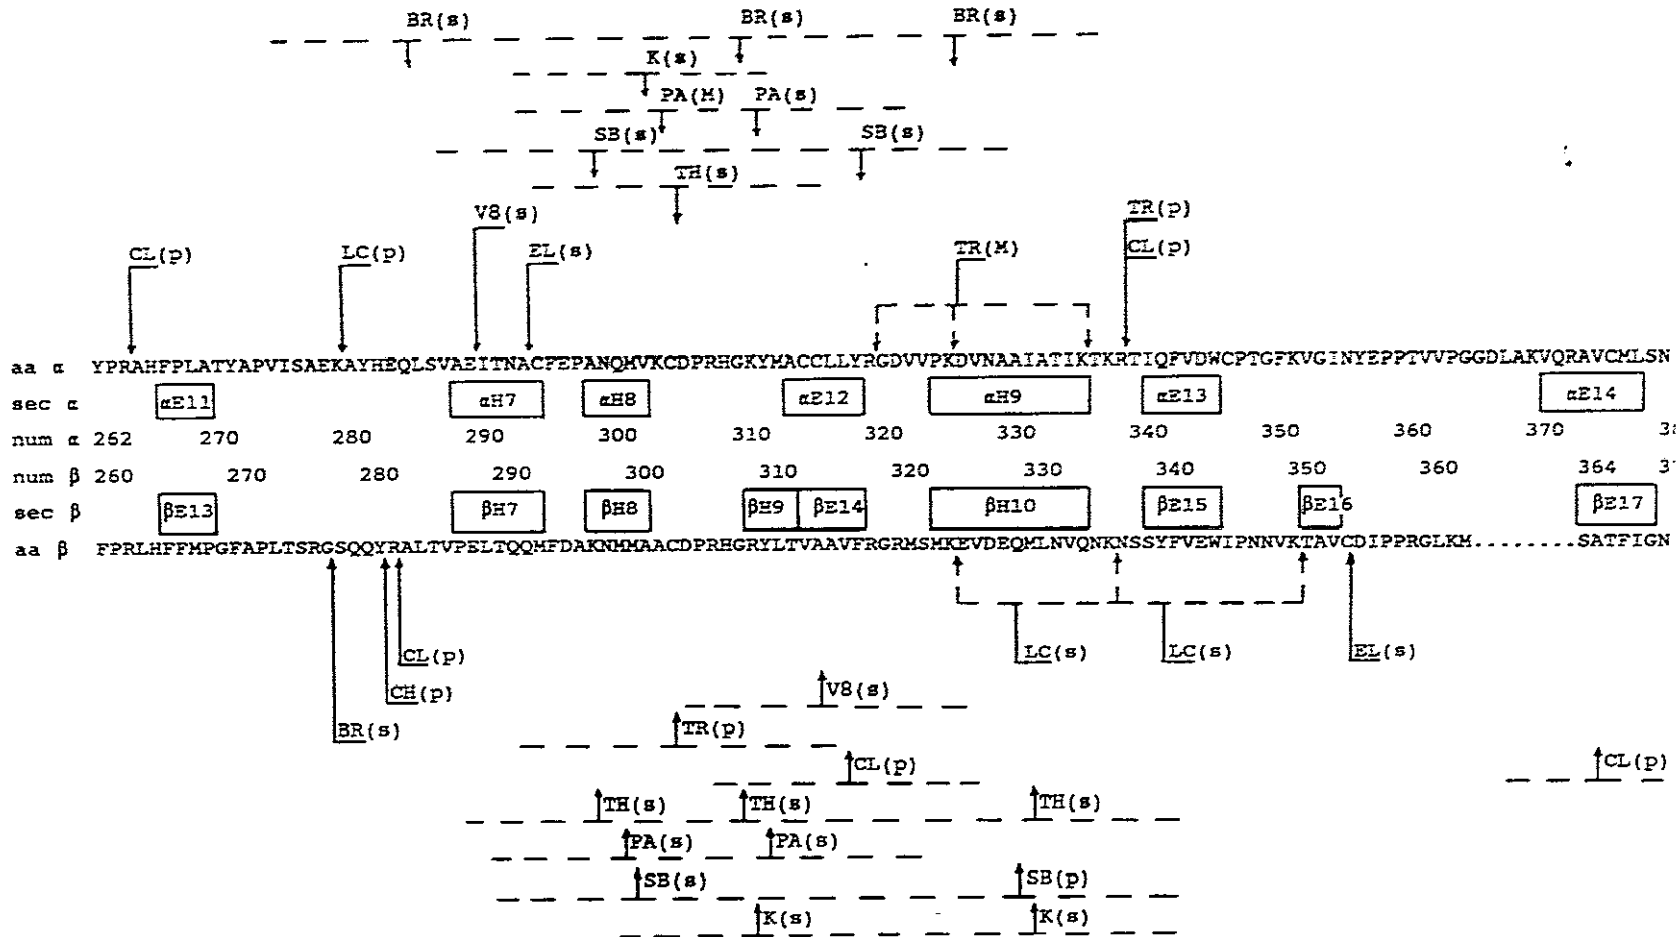 BR(s) BR(s) BR(s)
K(s)
PA(M) PA(s)
SB(s) SB(s)
TH(s)
V8(s) TR(p)
CL(p) LC(p) EL(s) TR(M) CL(p)
aa α YPRAHFPLATYAPVISAEKAYHEQLSVAEITNACFEPANQMVKCDPRHGKYMACCLLYRGDVVPKDVNAAIATIKTKRTIQFVDWCPTGFKVGINYEPPTVVPGGDLAKVQRAVCMLSN
sec α αE11 αH7 αH8 αE12 αH9 αE13 αE14
num α 262 270 280 290 300 310 320 330 340 350 360 370
num β 260 270 280 290 300 310 320 330 340 350 360 364
sec β βE13 βH7 βH8 βH9 βE14 βH10 βE15 βE16 βE17
aa β FPRLHFFMPGFAPLTSRGSQQYRALTVPELTQQMFDAKNMMAACDPRHGRYLTVAAVFRGRMSMKEVDEQMLNVQNKNSSYFVEWIPNNVKTAVCDIPPRGLKM........SATFIGN
CL(p) LC(s) LC(s) EL(s)
CH(p) V8(s)
BR(s) TR(p)
CL(p) CL(p)
TH(s) TH(s) TH(s)
PA(s) PA(s)
SB(s) SB(p)
K(s) K(s)